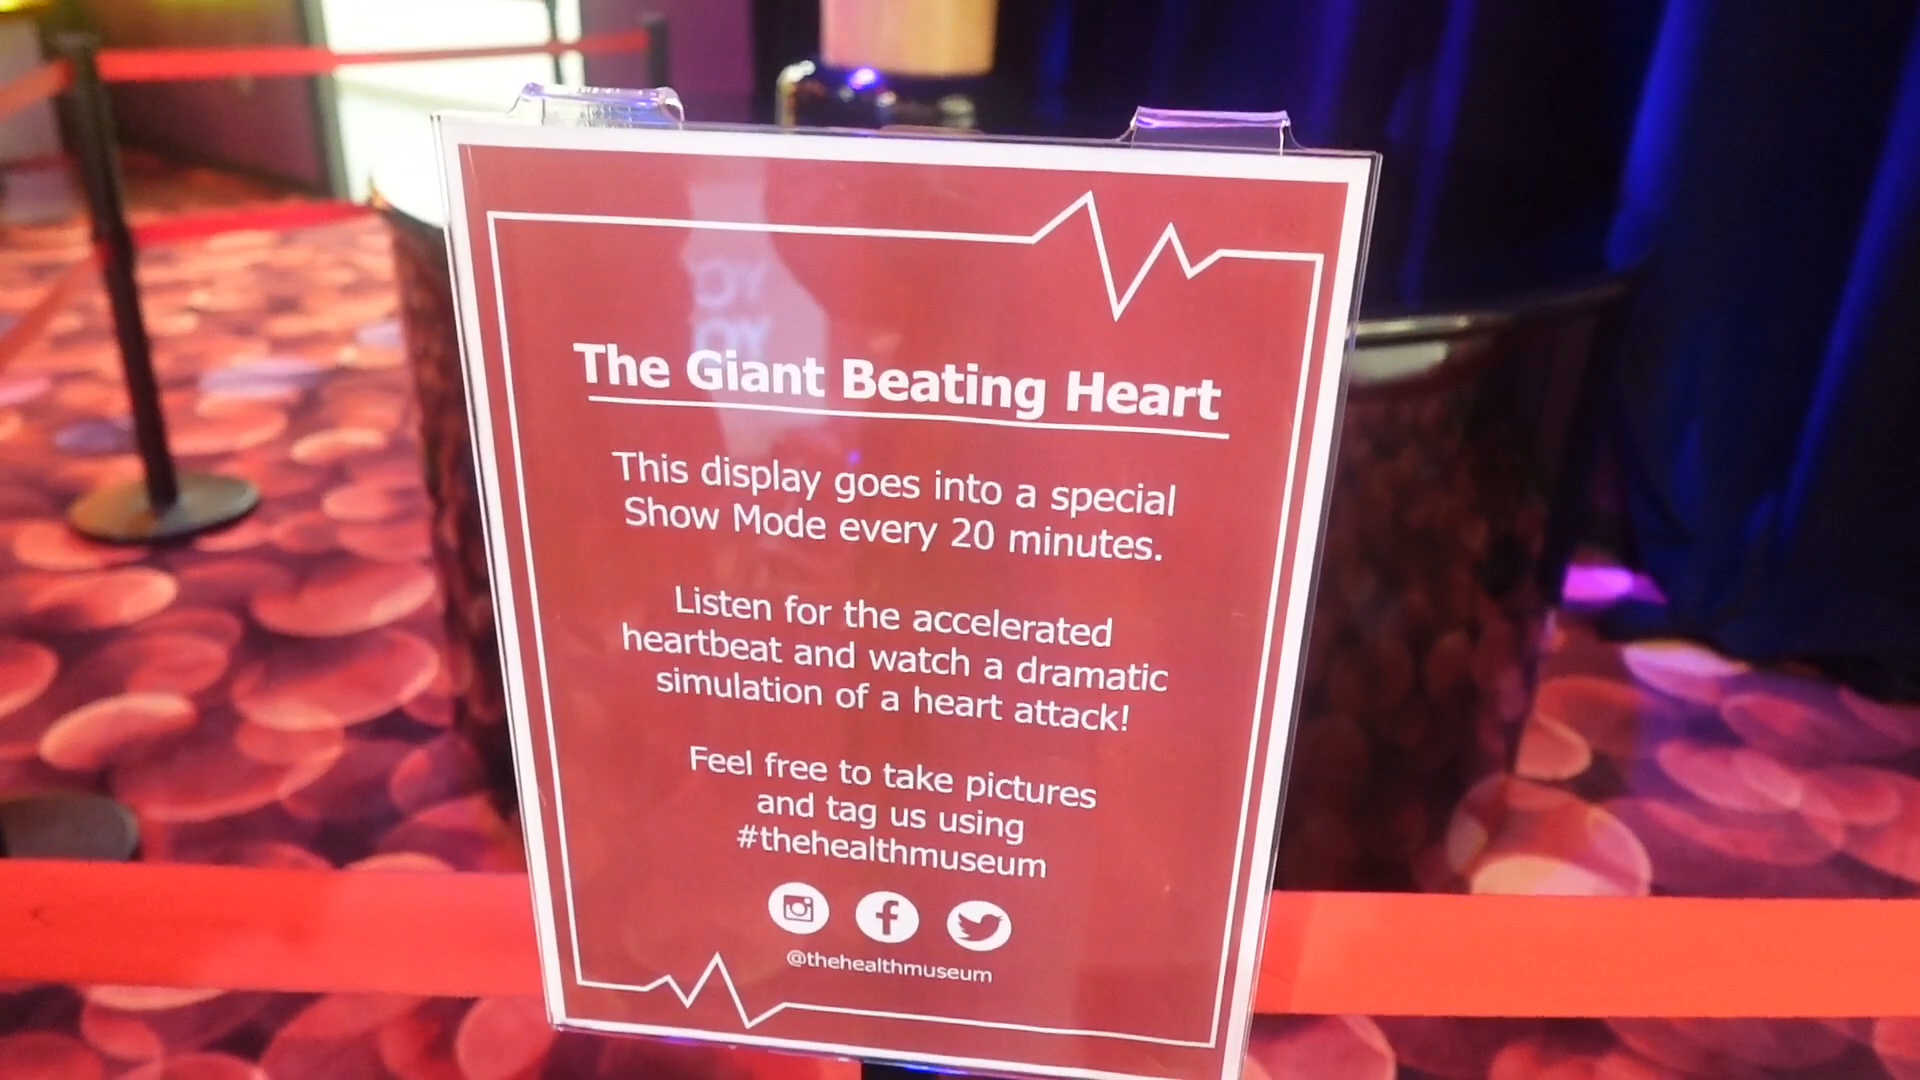 The Giant Beating Heart
This display goes into a special
Show Mode every 20 minutes.
Listen for the accelerated
heartbeat and watch a dramatic
simulation of a heart attack!
Feel free to take pictures
and tag us using
#thehealthmuseum
@thehealthmuseum